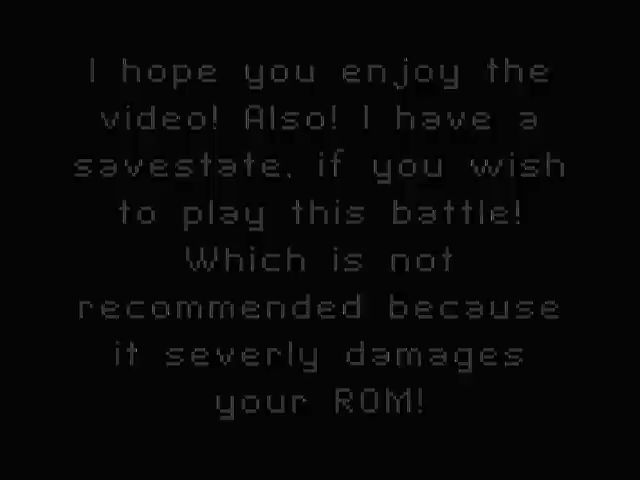 I hope you enjoy the
video! Also! I have a
savestate, if you wish
to play this battle!
Which is not
recommended because
it severly damages
your ROM!